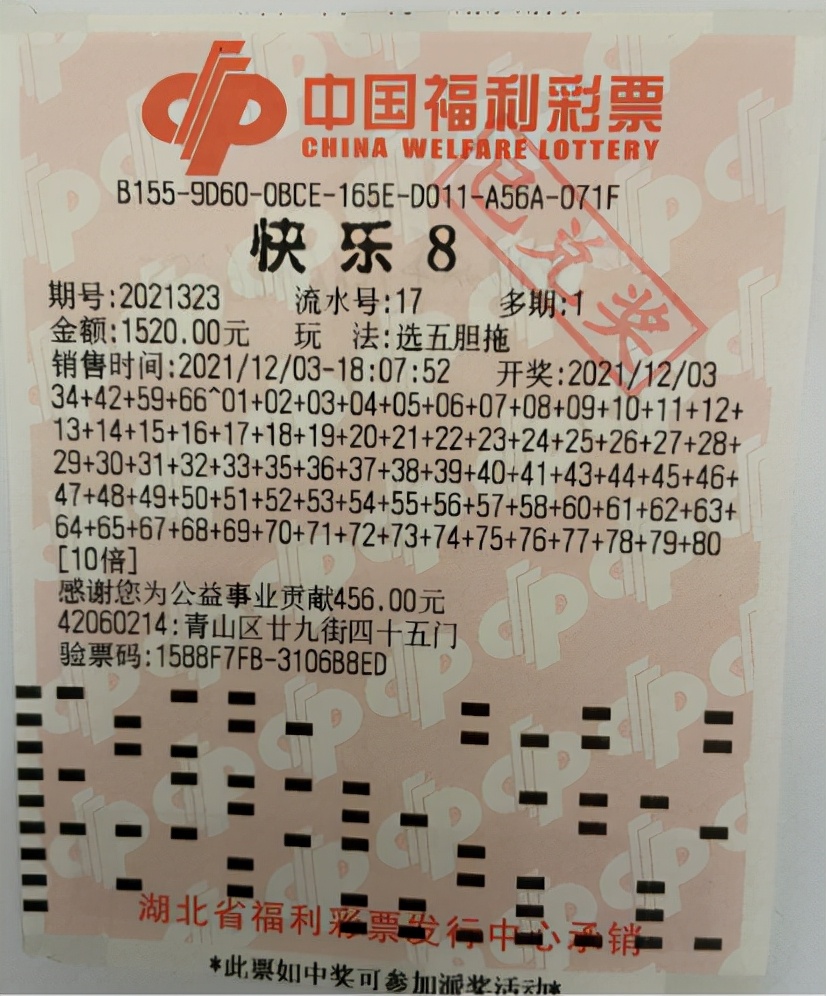 中国福利彩票
CHINA WELFARE LOTTERY
B155-9D60-0BCE-165E-D011-A56A-071F
已兑奖
快乐8
期号:2021323 流水号:17 多期:1
金额:1520.00元 玩 法:选五胆拖
销售时间:2021/12/03-18:07:52 开奖:2021/12/03
34+42+59+66^01+02+03+04+05+06+07+08+09+10+11+12+
13+14+15+16+17+18+19+20+21+22+23+24+25+26+27+28+
29+30+31+32+33+35+36+37+38+39+40+41+43+44+45+46+
47+48+49+50+51+52+53+54+55+56+57+58+60+61+62+63+
64+65+67+68+69+70+71+72+73+74+75+76+77+78+79+80
[10倍]
感谢您为公益事业贡献456.00元
42060214:青山区廿九街四十五门
验票码:1588F7FB-3106B8ED
湖北省福利彩票发行中心承销
*此票如中奖可参加派奖活动*